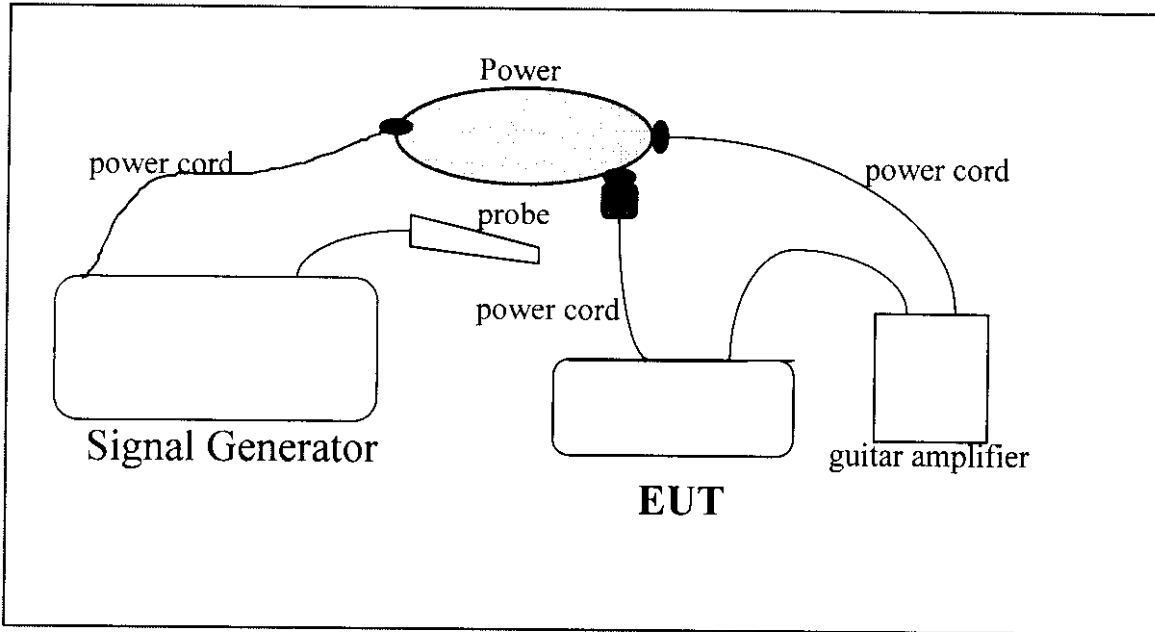 Power
power cord
power cord
probe
power cord
Signal Generator
guitar amplifier
EUT